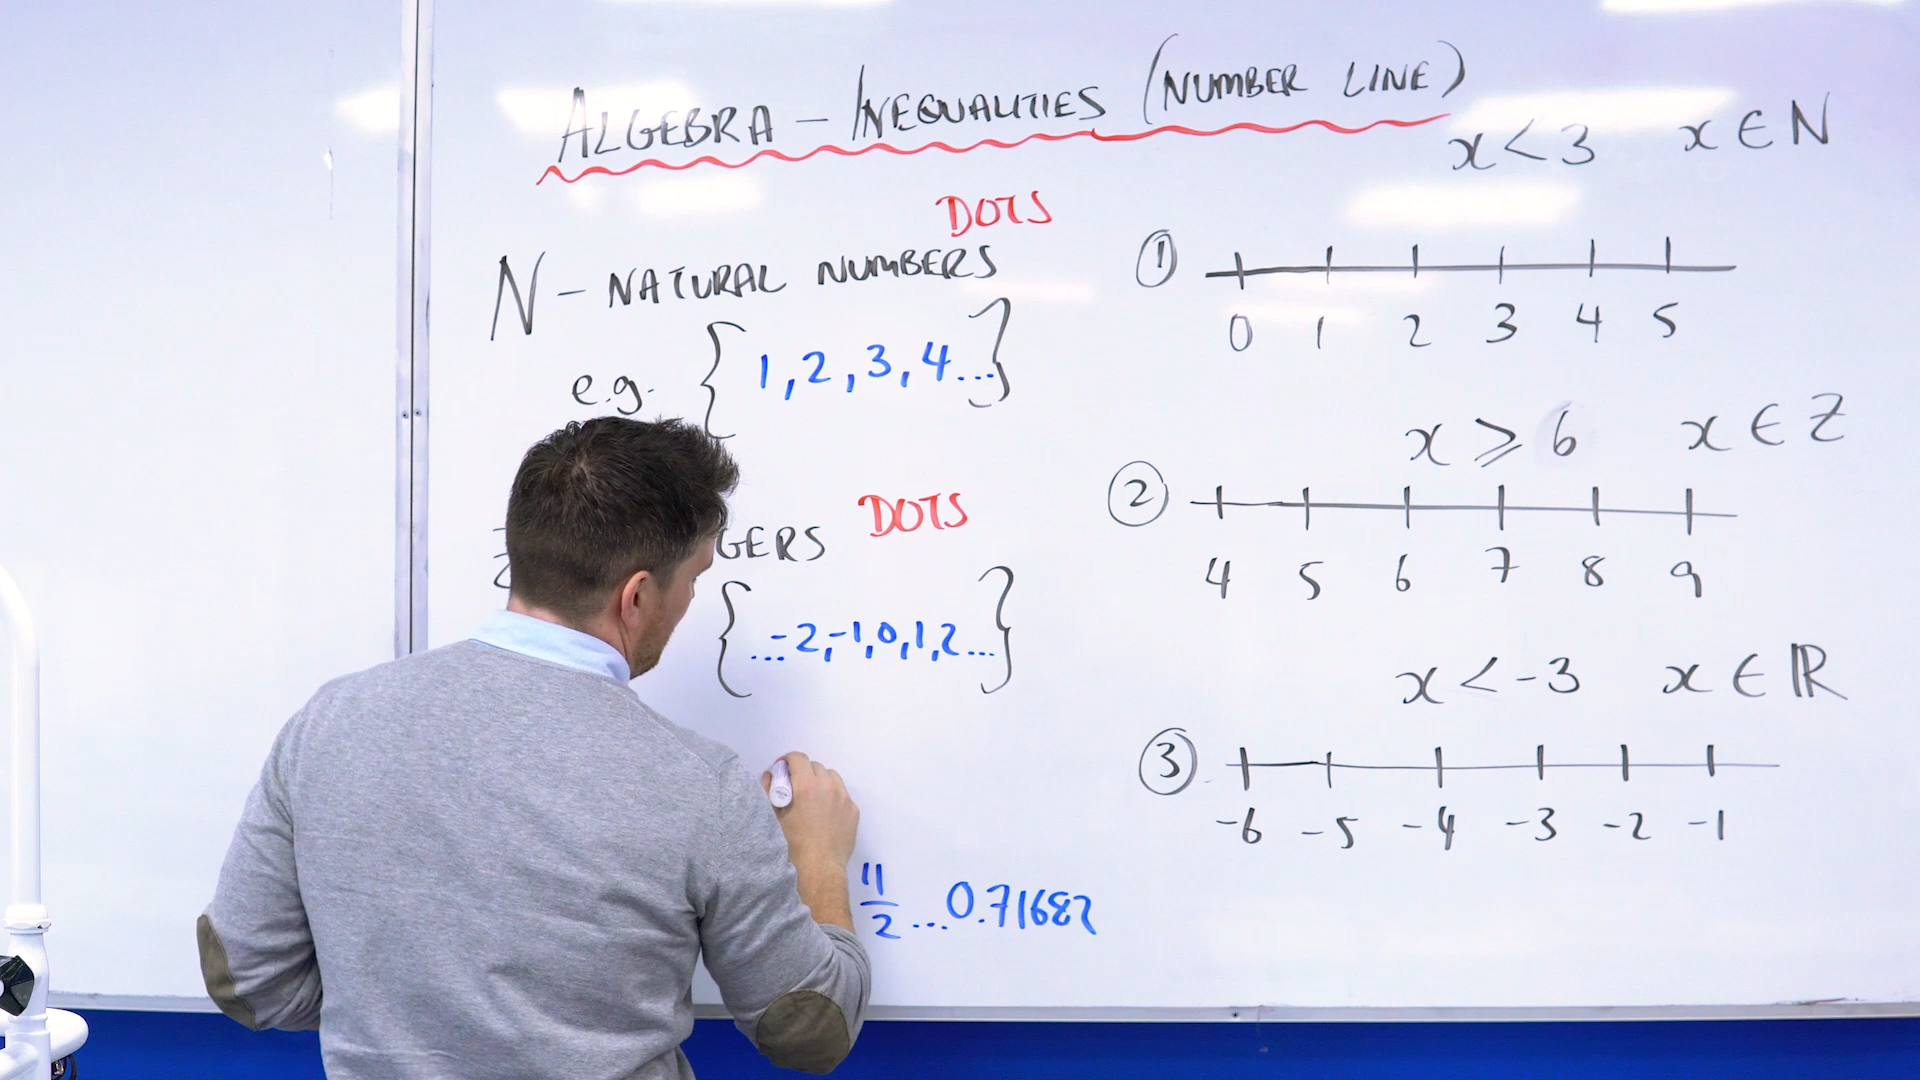 ALGEBRA – INEQUALITIES (NUMBER LINE)
DOTS
N – NATURAL NUMBERS
e.g. { 1, 2, 3, 4... }
GERS DOTS
{ ...-2,-1,0,1,2... }
11/2 ...0.71682
x < 3 x ∈ N
① 0 1 2 3 4 5
x ⩾ 6 x ∈ Z
② 4 5 6 7 8 9
x < -3 x ∈ ℝ
③ -6 -5 -4 -3 -2 -1